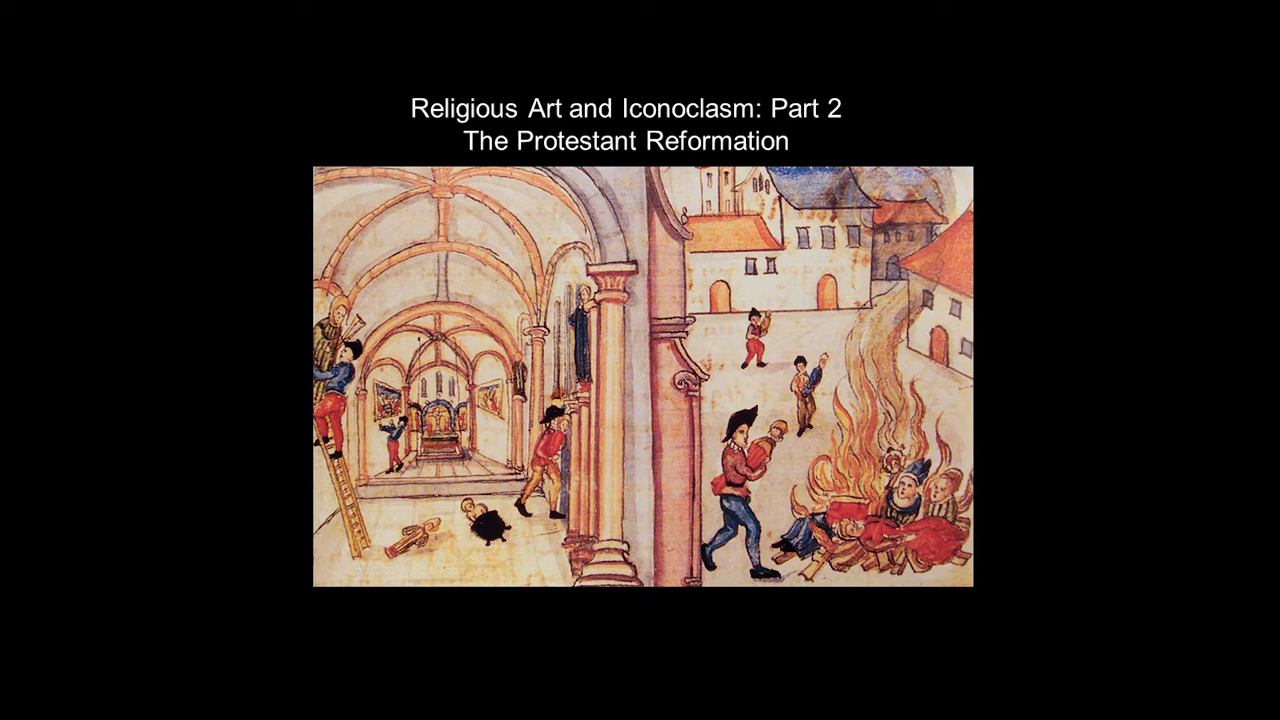 Religious Art and Iconoclasm: Part 2
The Protestant Reformation